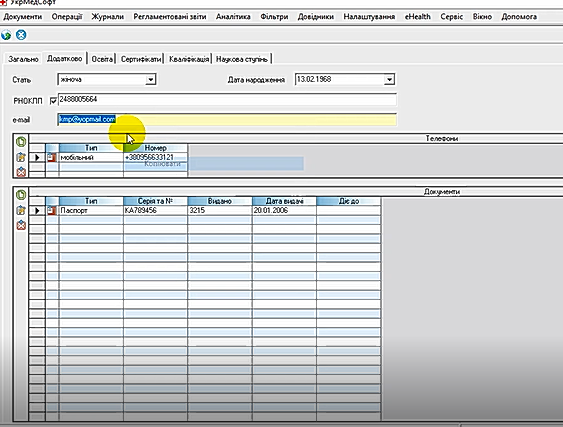 УкрМедСофт
Документи Операції Журнали Регламентовані звіти Аналітика Фільтри Довідники Налаштування eHealth Сервіс Вікно Допомога
Загально Додатково Освіта Сертифікати Кваліфікація Наукова ступінь
Стать жіноча Дата народження 13.02.1968
РНОКПП 2488005664
e-mail kmp@yopmail.com
Телефони
Тип Номер
мобільний +380956633121
Копіювати
Документи
Тип Серія та № Видано Дата видачі Діє до
Паспорт КА789456 3215 20.01.2006